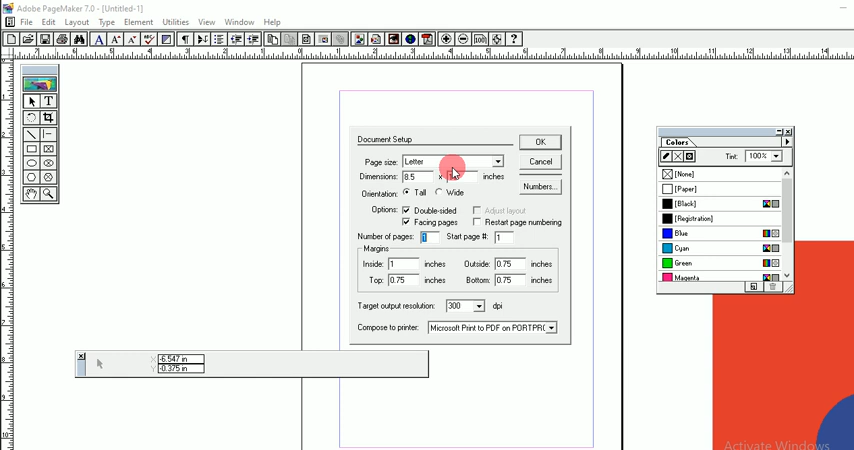 Adobe PageMaker 7.0 - [Untitled-1]
File Edit Layout Type Element Utilities View Window Help
Document Setup
OK
Page size: Letter
Cancel
Dimensions: 8.5 x inches
Numbers...
Orientation: Tall Wide
Options: Double-sided Adjust layout
Facing pages Restart page numbering
Number of pages: 1 Start page #: 1
Margins
Inside: 1 inches Outside: 0.75 inches
Top: 0.75 inches Bottom: 0.75 inches
Target output resolution: 300 dpi
Compose to printer: Microsoft Print to PDF on PORTPR
Colors
Tint: 100%
[None]
[Paper]
[Black]
[Registration]
Blue
Cyan
Green
Magenta
X -6.547 in
Y -0.375 in
Activate Windows